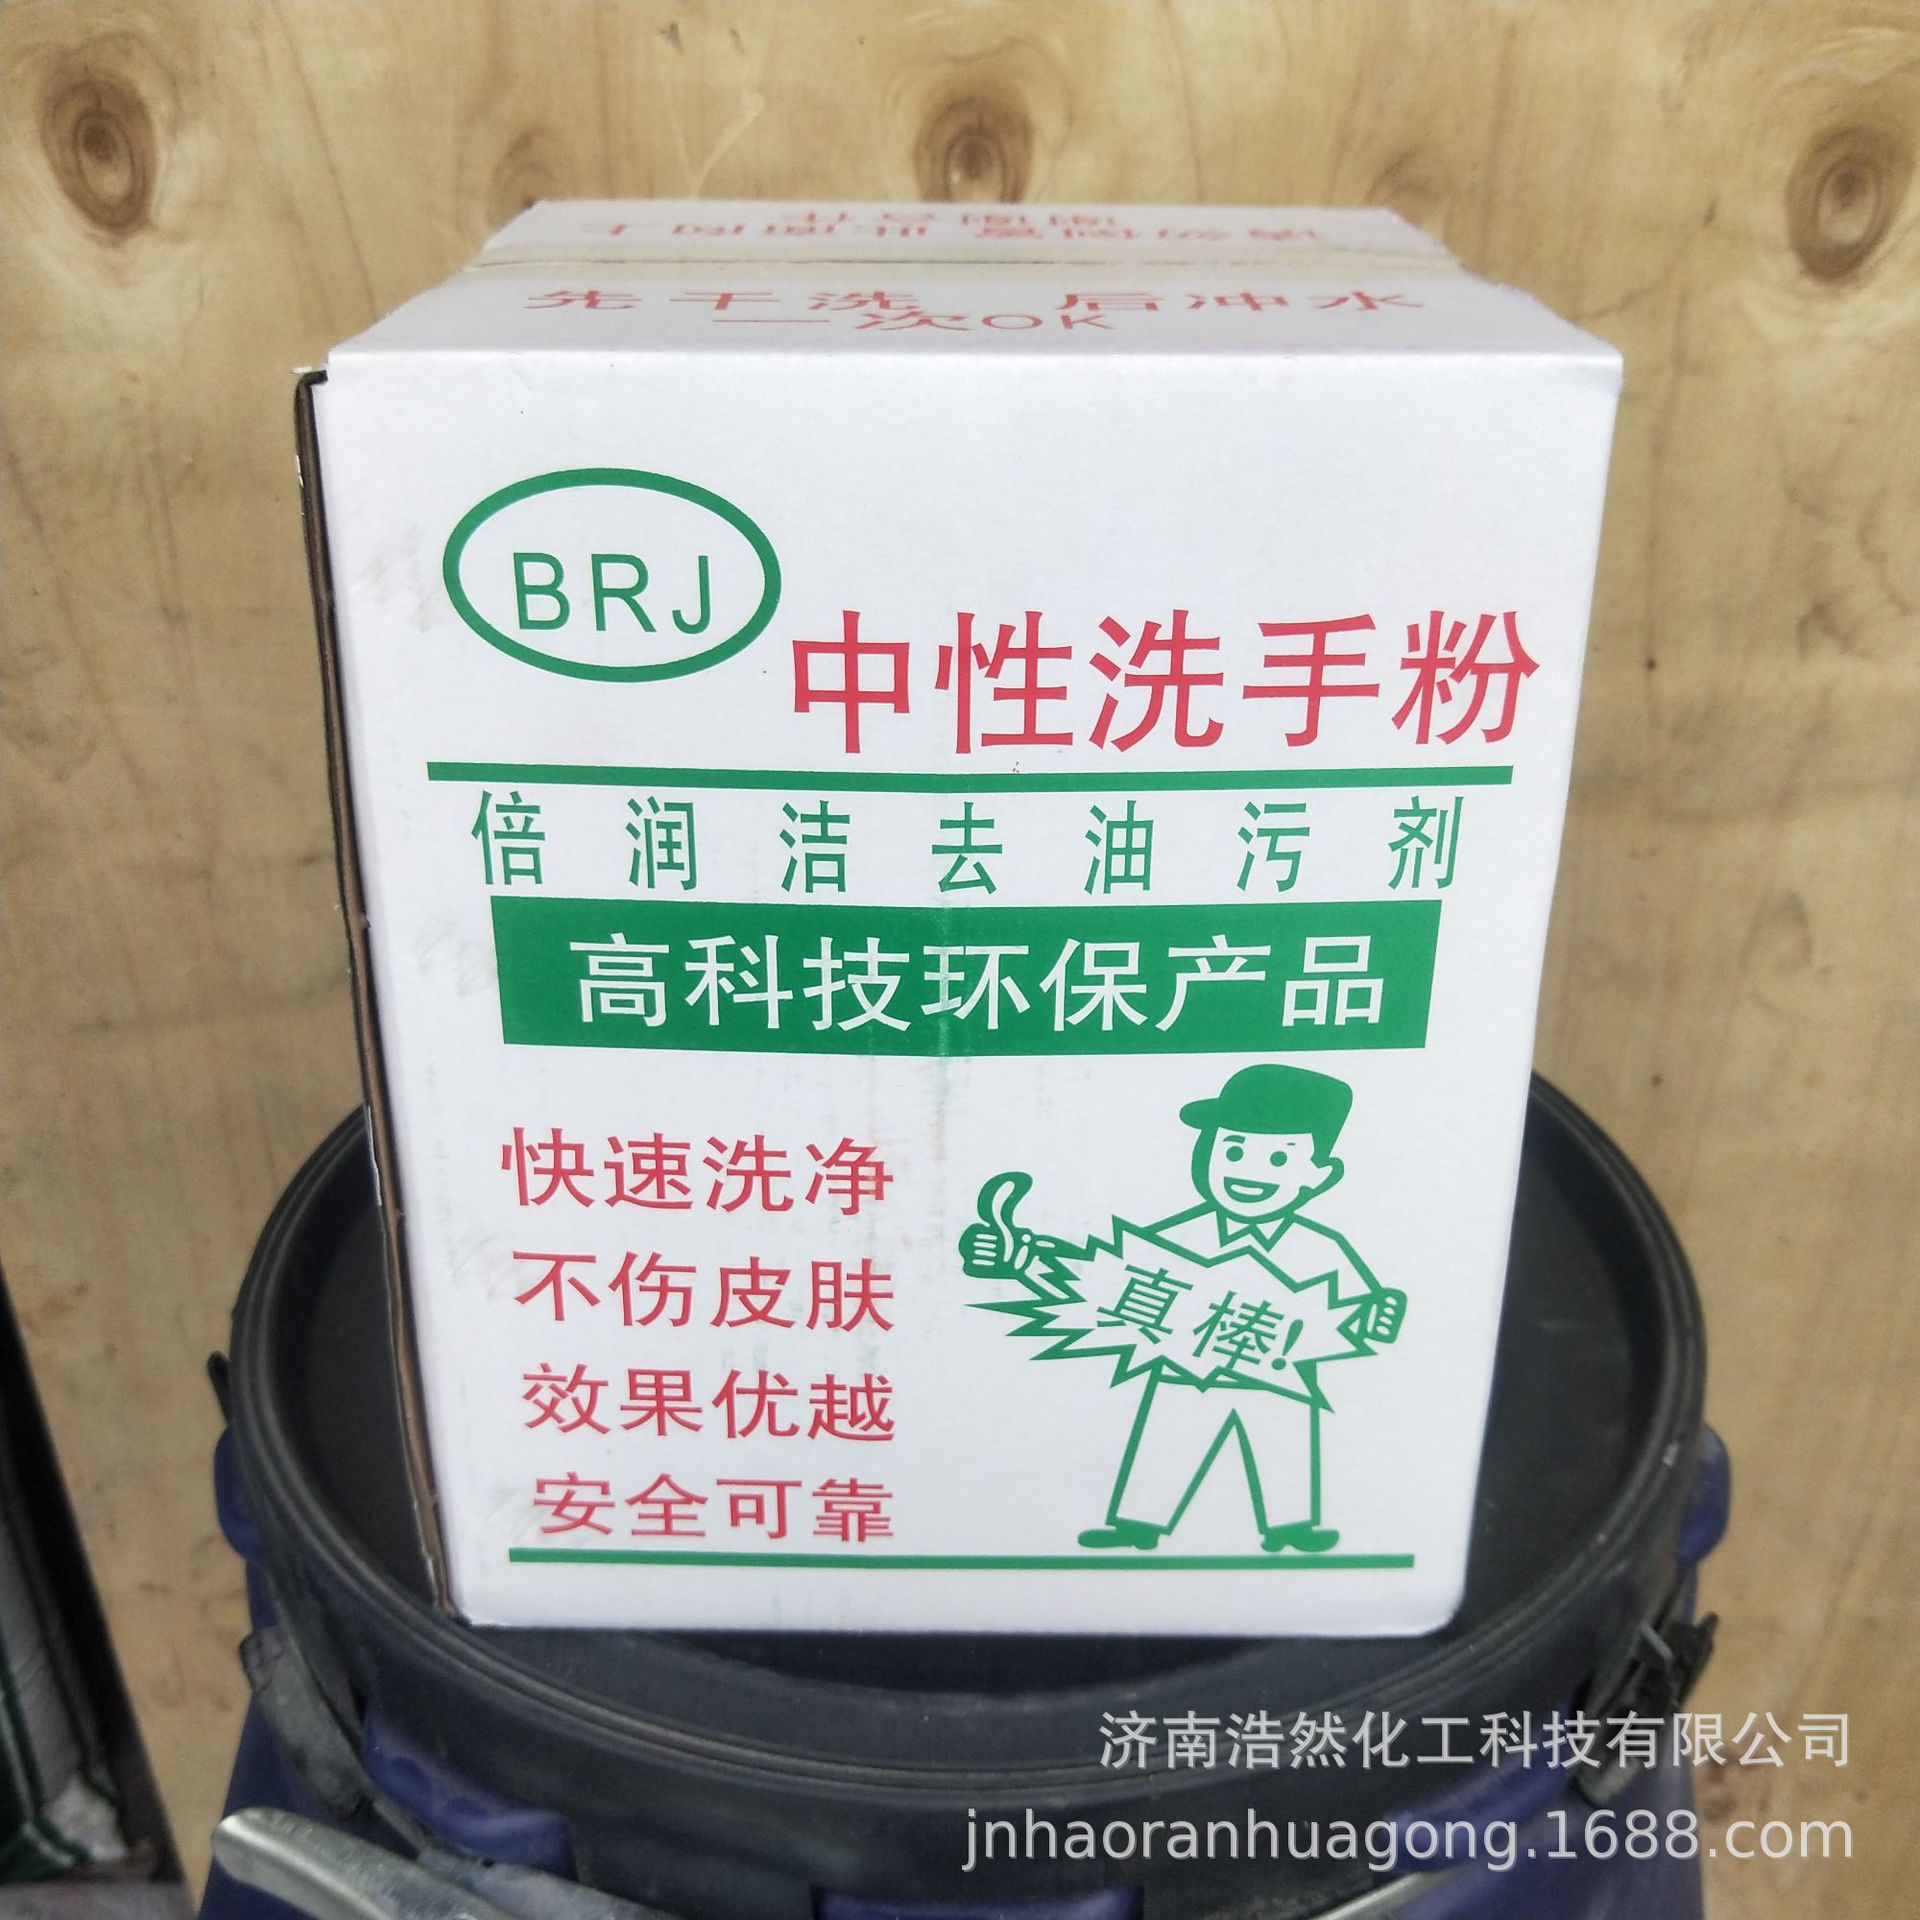 先干洗 后冲水
一次OK
BRJ
中性洗手粉
倍润洁去油污剂
高科技环保产品
快速洗净
不伤皮肤
效果优越
安全可靠
真棒!
济南浩然化工科技有限公司
jnhaoranhuagong.1688.com